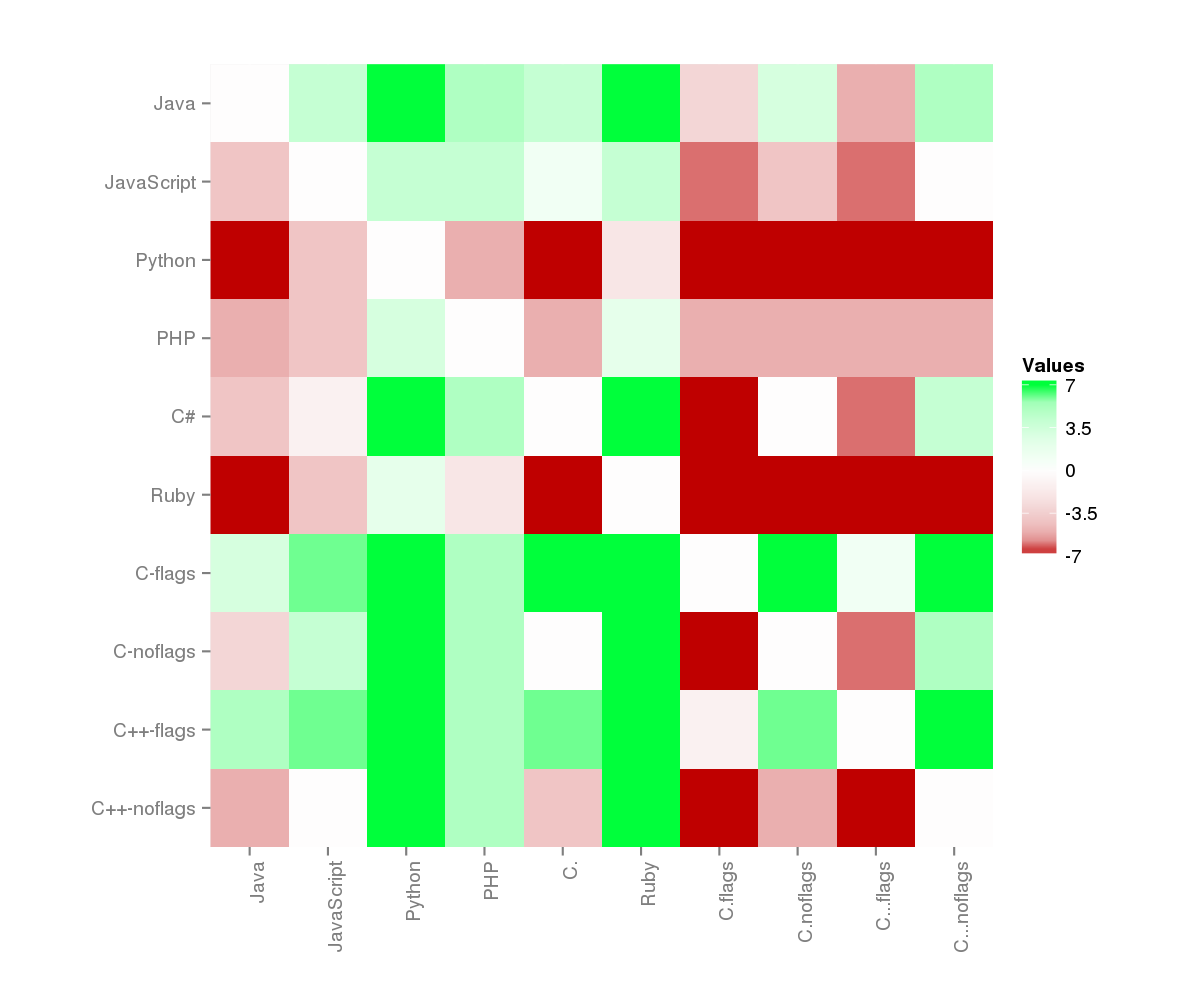 Java
JavaScript
Python
PHP
C#
Ruby
C-flags
C-noflags
C++-flags
C++-noflags
Java
JavaScript
Python
PHP
C.
Ruby
C.flags
C.noflags
C...flags
C...noflags
Values
7
3.5
0
-3.5
-7